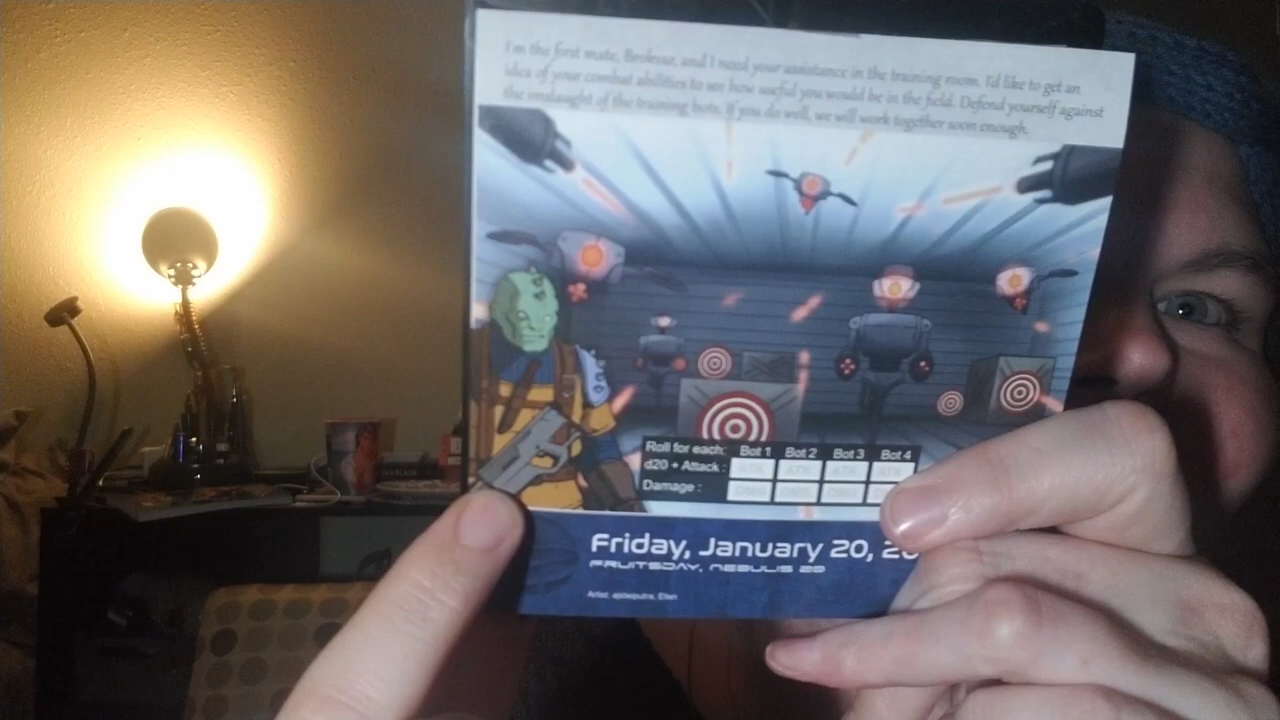 I'm the first mate, Brokvar, and I need your assistance in the training room. I'd like to get an
idea of your combat abilities to see how useful you would be in the field. Defend yourself against
the onslaught of the training bots. If you do well, we will work together soon enough.
Roll for each: Bot 1 Bot 2 Bot 3 Bot 4
d20 + Attack : ATK ATK ATK ATK
Damage : DMG DMG DMG
Friday, January 20, 20
FRUITSDAY, NEBULIS 20
Artist: Ellen